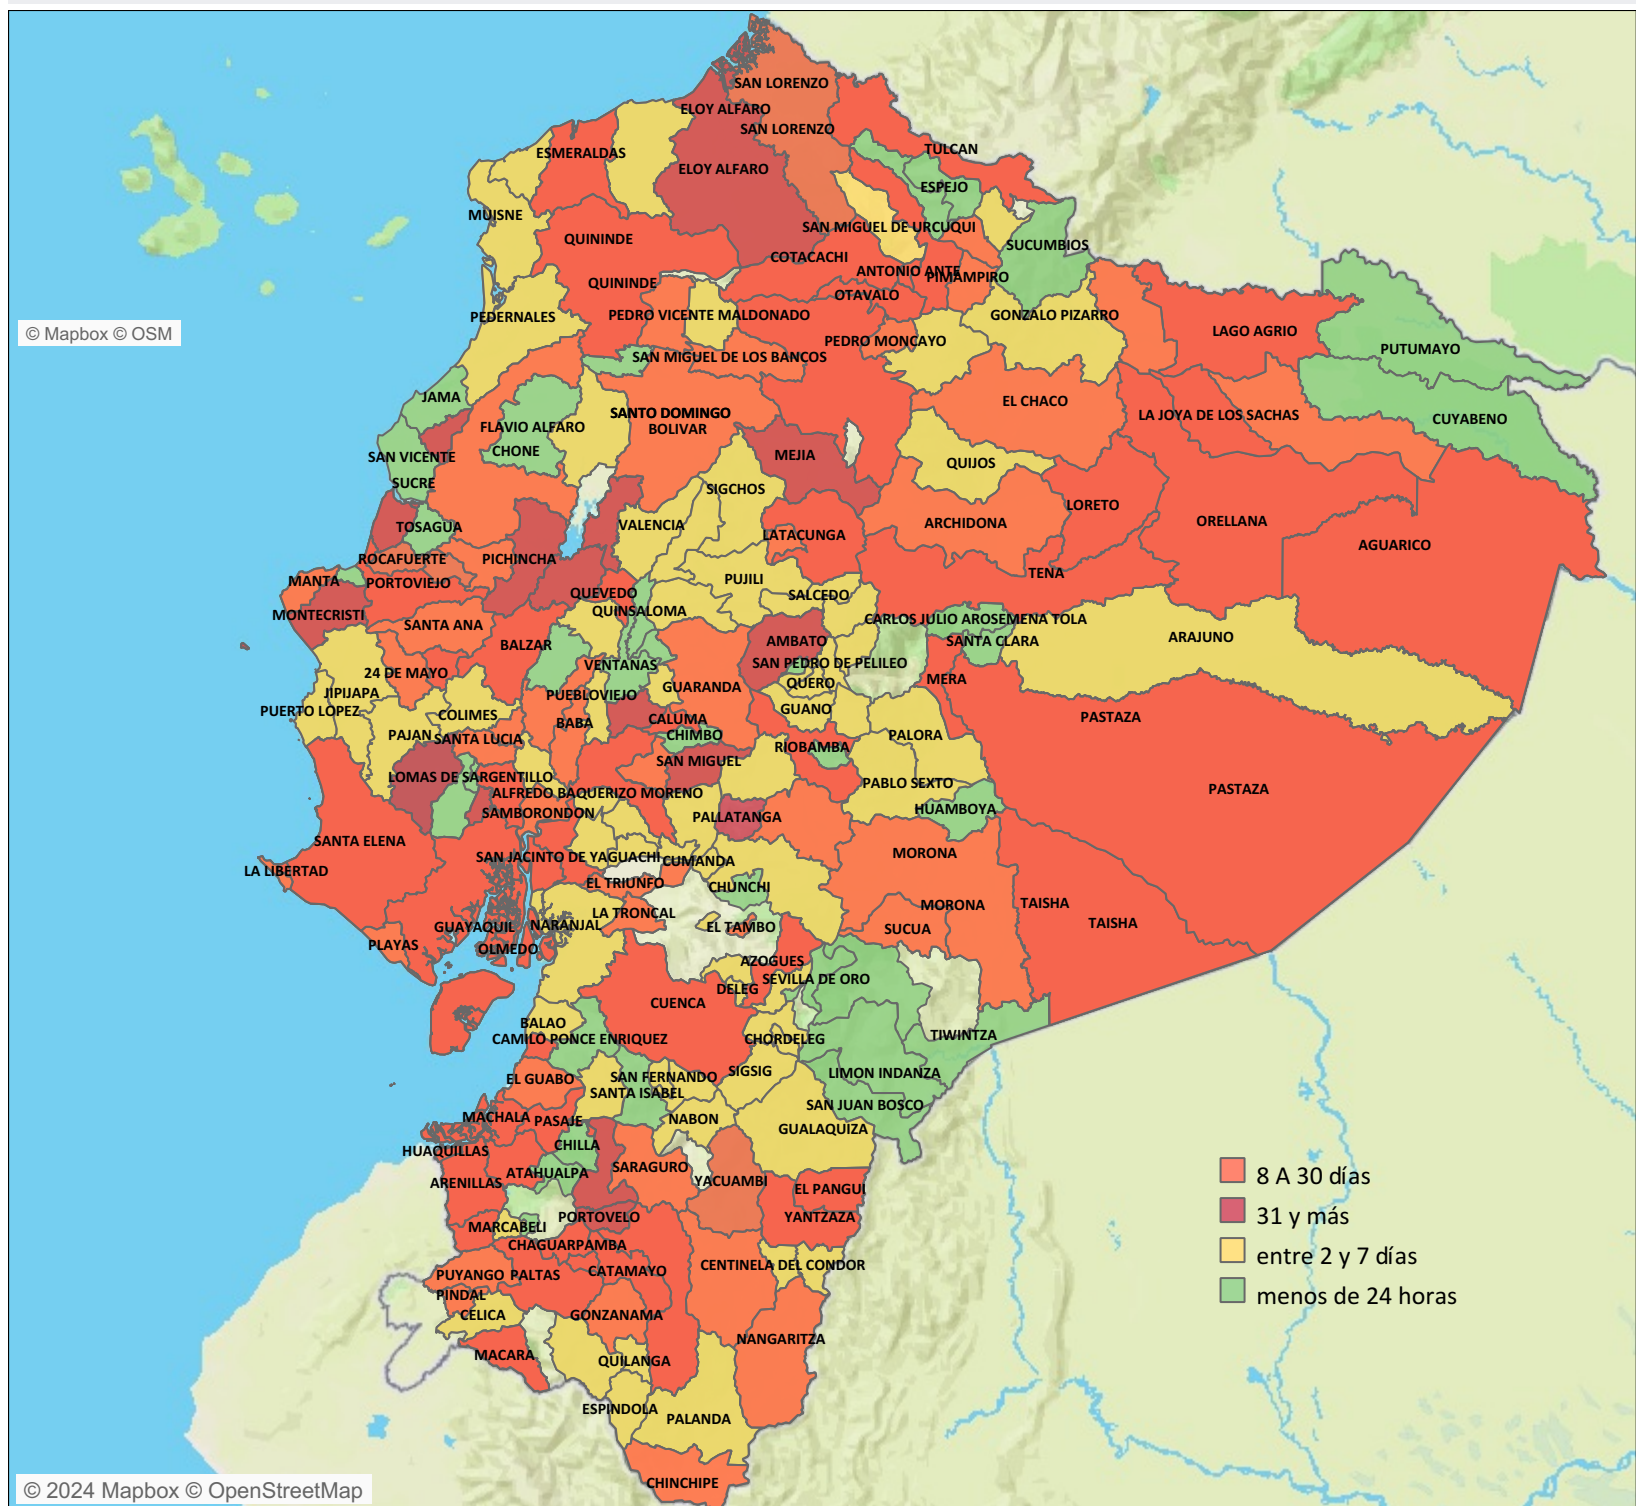 SAN LORENZO
ELOY ALFARO
SAN LORENZO
TULCAN
ESMERALDAS
ELOY ALFARO
ESPEJO
MUISNE
SAN MIGUEL DE URCUQUI
QUININDE
SUCUMBIOS
COTACACHI
ANTONIO ANTE
PIMAMPIRO
QUININDE
OTAVALO
PEDERNALES
PEDRO VICENTE MALDONADO
GONZALO PIZARRO
© Mapbox © OSM
LAGO AGRIO
PEDRO MONCAYO
PUTUMAYO
SAN MIGUEL DE LOS BANCOS
JAMA
EL CHACO
SANTO DOMINGO
LA JOYA DE LOS SACHAS
CUYABENO
FLAVIO ALFARO
BOLIVAR
CHONE
SAN VICENTE
MEJIA
QUIJOS
SUCRE
SIGCHOS
LORETO
TOSAGUA
VALENCIA
ARCHIDONA
ORELLANA
LATACUNGA
AGUARICO
ROCAFUERTE
PICHINCHA
TENA
MANTA
PORTOVIEJO
PUJILI
QUEVEDO
SALCEDO
MONTECRISTI
QUINSALOMA
CARLOS JULIO AROSEMENA TOLA
SANTA ANA
ARAJUNO
BALZAR
AMBATO
SANTA CLARA
VENTANAS
SAN PEDRO DE PELILEO
24 DE MAYO
MERA
JIPIJAPA
PUEBLOVIEJO
GUARANDA
QUERO
PUERTO LOPEZ
COLIMES
BABA
CALUMA
GUANO
PASTAZA
PAJAN
SANTA LUCIA
CHIMBO
PALORA
RIOBAMBA
SAN MIGUEL
LOMAS DE SARGENTILLO
PABLO SEXTO
PASTAZA
ALFREDO BAQUERIZO MORENO
HUAMBOYA
SAMBORONDON
PALLATANGA
SANTA ELENA
SAN JACINTO DE YAGUACHI
CUMANDA
MORONA
LA LIBERTAD
EL TRIUNFO
CHUNCHI
MORONA
TAISHA
LA TRONCAL
GUAYAQUIL
NARANJAL
EL TAMBO
SUCUA
TAISHA
PLAYAS
OLMEDO
AZOGUES
SEVILLA DE ORO
DELEG
CUENCA
BALAO
CAMILO PONCE ENRIQUEZ
CHORDELEG
TIWINTZA
SIGSIG
LIMON INDANZA
EL GUABO
SAN FERNANDO
SANTA ISABEL
SAN JUAN BOSCO
MACHALA
PASAJE
NABON
GUALAQUIZA
HUAQUILLAS
CHILLA
SARAGURO
ATAHUALPA
YACUAMBI
ARENILLAS
EL PANGUI
PORTOVELO
YANTZAZA
MARCABELI
CHAGUARPAMBA
CENTINELA DEL CONDOR
PUYANGO
PALTAS
CATAMAYO
PINDAL
CELICA
GONZANAMA
NANGARITZA
MACARA
QUILANGA
ESPINDOLA
PALANDA
CHINCHIPE
8 A 30 días
31 y más
entre 2 y 7 días
menos de 24 horas
© 2024 Mapbox © OpenStreetMap